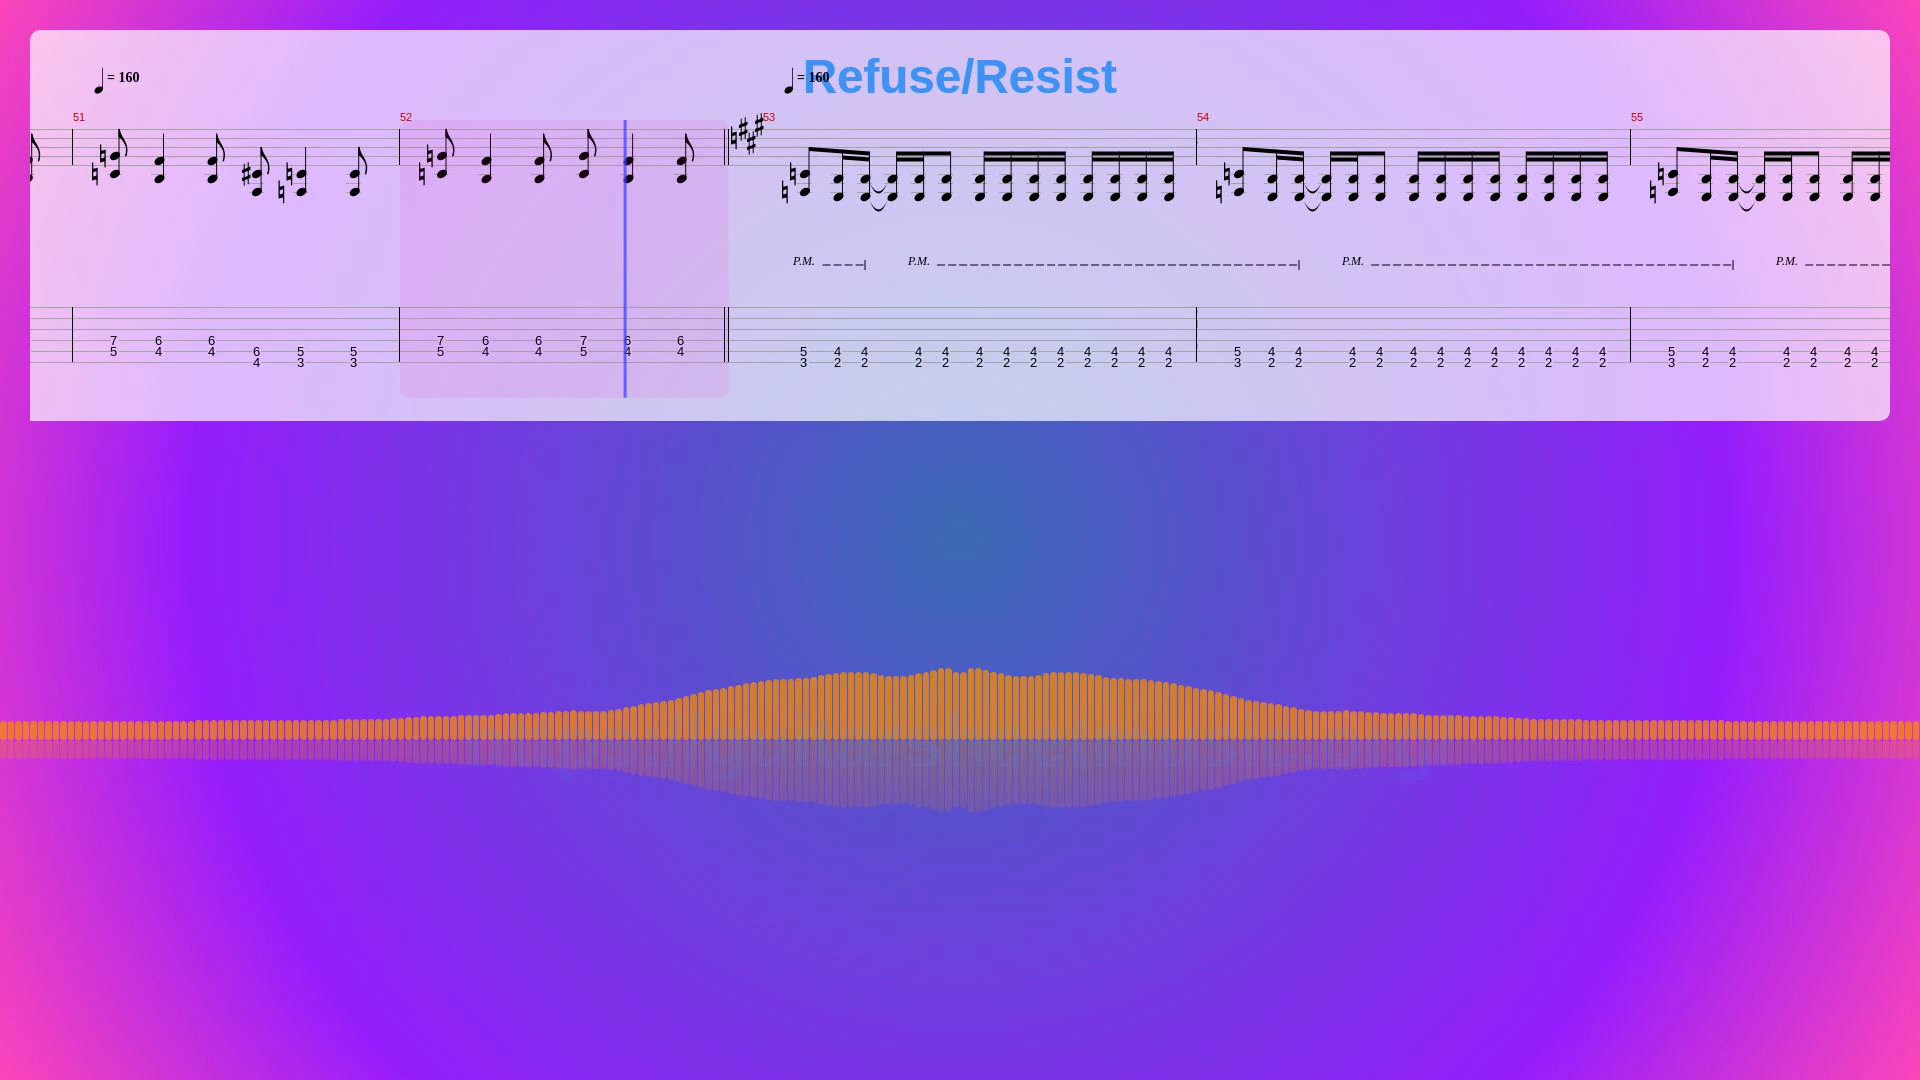 Refuse/Resist
= 160 = 160
51 52 53 54 55
P.M. P.M. P.M. P.M.
7 6 6 7 6 6 7 6 6
5 4 4 6 5 5 5 4 4 5 4 4 5 4 4 4 4 4 4 4 4 4 4 4 4 5 4 4 4 4 4 4 4 4 4 4 4 4 5 4 4 4 4 4 4
4 3 3 3 2 2 2 2 2 2 2 2 2 2 2 2 3 2 2 2 2 2 2 2 2 2 2 2 2 3 2 2 2 2 2 2